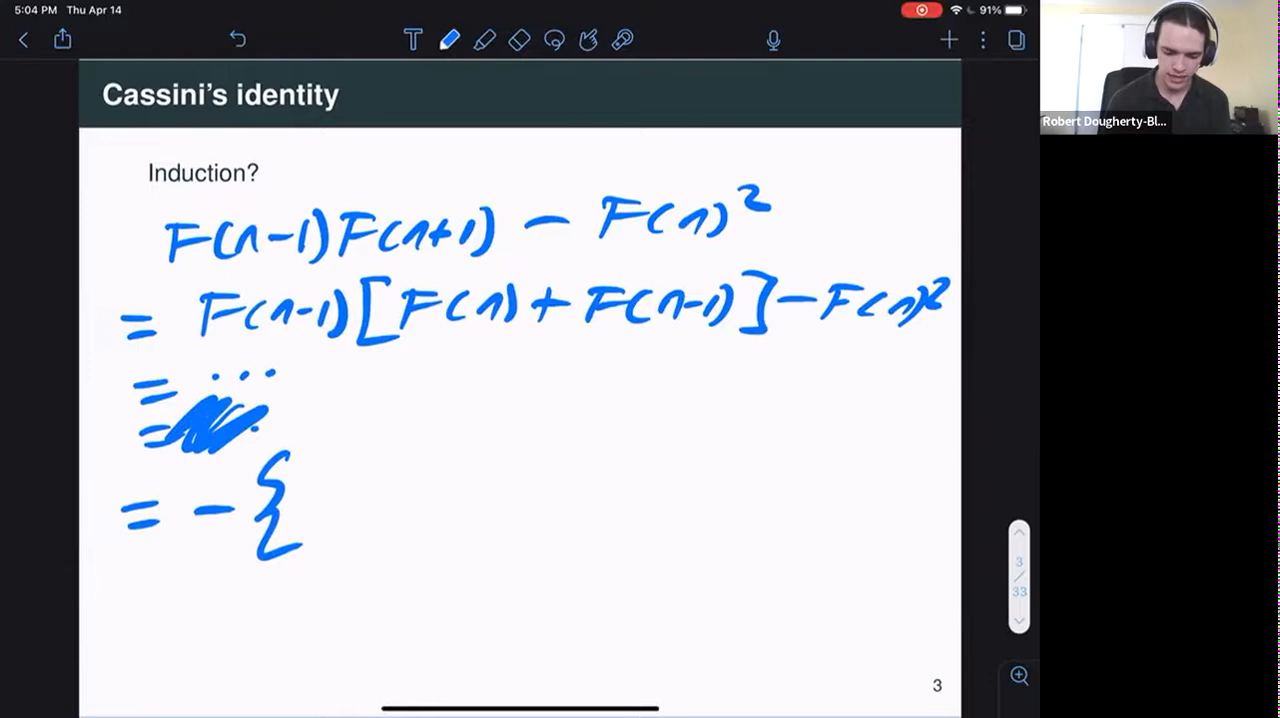 5:04 PM Thu Apr 14
91%
T
Cassini's identity
Induction?
F(n-1)F(n+1) - F(n)²
= F(n-1)[F(n) + F(n-1)] - F(n)²
= ...
=
= - {
3
/
33
3
Robert Dougherty-Bl...